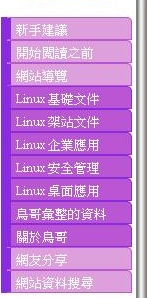 新手建議
開始閱讀之前
網站導覽
Linux 基礎文件
Linux 架站文件
Linux 企業應用
Linux 安全管理
Linux 桌面應用
鳥哥彙整的資料
關於鳥哥
網友分享
網站資料搜尋